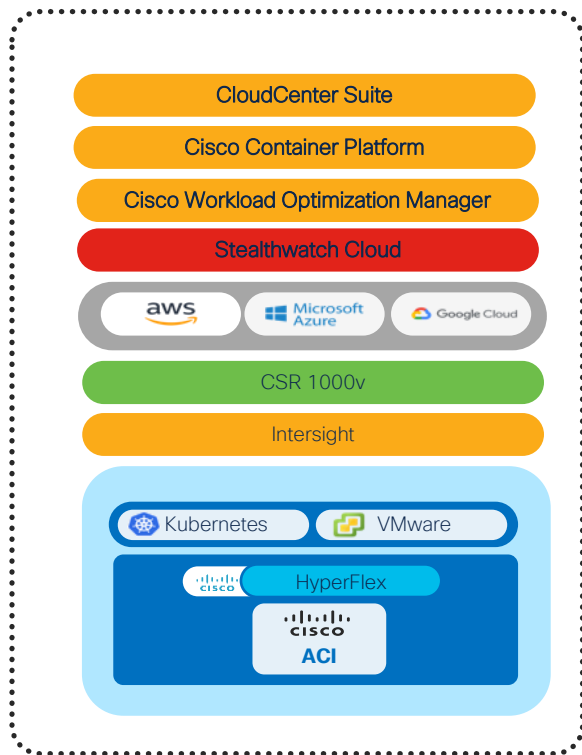 CloudCenter Suite
Cisco Container Platform
Cisco Workload Optimization Manager
Stealthwatch Cloud
aws
Microsoft
Azure
Google Cloud
CSR 1000v
Intersight
Kubernetes
VMware
CISCO
HyperFlex
CISCO
ACI